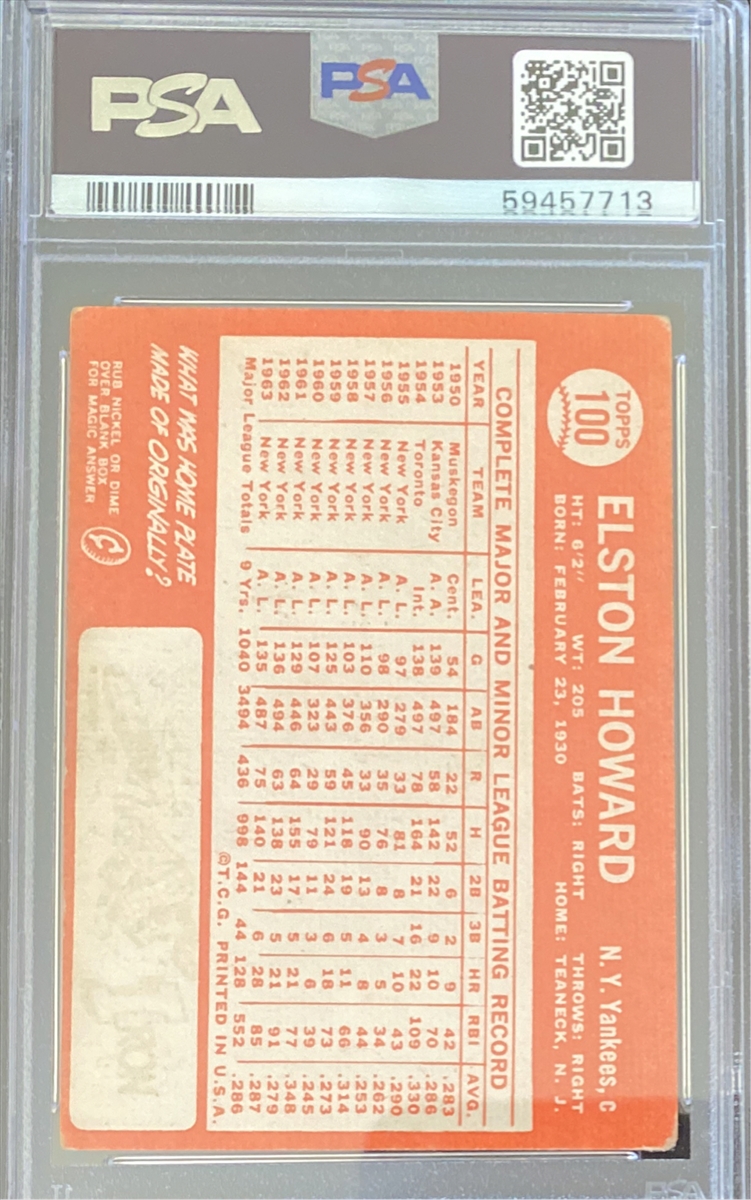 PSA
PSA
59457713
TOPPS
100
ELSTON HOWARD N. Y. Yankees, C
HT: 6'2" WT: 205 BATS: RIGHT THROWS: RIGHT
BORN: FEBRUARY 23, 1930 HOME: TEANECK, N. J.
COMPLETE MAJOR AND MINOR LEAGUE BATTING RECORD
YEAR TEAM LEA. G AB R H 2B 3B HR RBI AVG.
1950 Muskegon Cent. 54 184 22 52 6 2 9 42 .283
1953 Kansas City A. A. 139 497 58 142 22 9 10 70 .286
1954 Toronto Int. 138 497 78 164 21 16 22 109 .330
1955 New York A. L. 97 279 33 81 8 7 10 43 .290
1956 New York A. L. 98 290 35 76 8 3 5 34 .262
1957 New York A. L. 110 356 33 90 13 4 8 44 .253
1958 New York A. L. 103 376 45 118 19 5 11 66 .314
1959 New York A. L. 125 443 59 121 24 6 18 73 .273
1960 New York A. L. 107 323 29 79 11 3 6 39 .245
1961 New York A. L. 129 446 64 155 17 5 21 77 .348
1962 New York A. L. 136 494 63 138 23 5 21 91 .279
1963 New York A. L. 135 487 75 140 21 6 28 85 .287
Major League Totals 9 Yrs. 1040 3494 436 998 144 44 128 552 .286
©T.C.G. PRINTED IN U.S.A.
WHAT WAS HOME PLATE
MADE OF ORIGINALLY?
RUB NICKEL OR DIME
OVER BLANK BOX
FOR MAGIC ANSWER
PSA